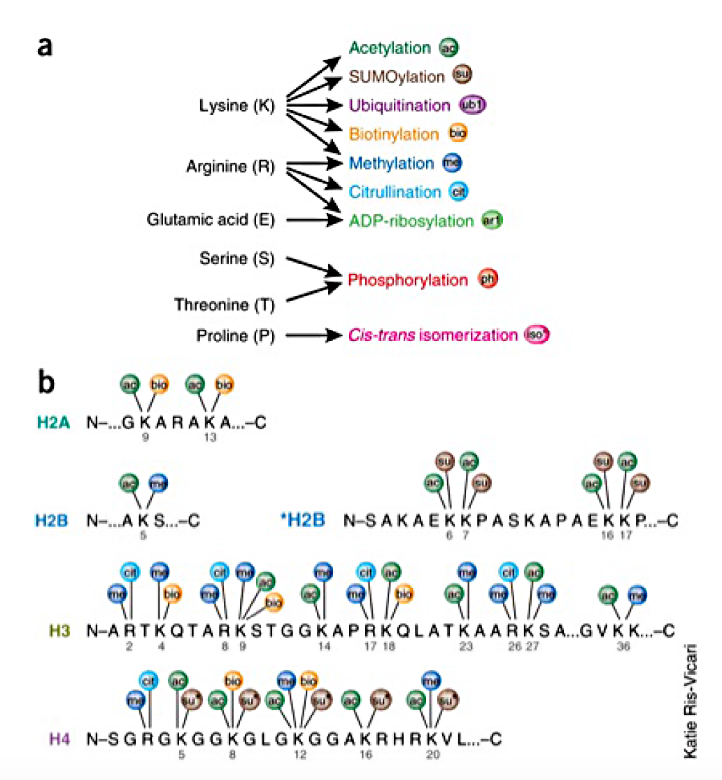 a
Acetylation ac
SUMOylation su
Lysine (K)
Ubiquitination ub1
Biotinylation bio
Arginine (R)
Methylation me
Citrullination cit
Glutamic acid (E)
ADP-ribosylation ar1
Serine (S)
Phosphorylation ph
Threonine (T)
Proline (P)
Cis-trans isomerization iso*
b
ac bio ac bio
H2A N–...G K A R A K A...–C
9 13
su ac su ac
ac me ac su ac su
H2B N–...A K S...–C
*H2B N–S A K A E K K P A S K A P A E K K P...–C
5
6 7 16 17
cit me cit me ac me cit ac me cit ac
me bio me bio ac me bio ac me me ac me
H3 N–A R T K Q T A R K S T G G K A P R K Q L A T K A A R K S A...G V K K...–C
2 4 8 9 14 17 18 23 26 27 36
cit ac bio me bio me
me su* ac su* ac su* ac su* ac su*
H4 N–S G R G K G G K G L G K G G A K R H R K V L...–C
5 8 12 16 20
Katie Ris-Vicari